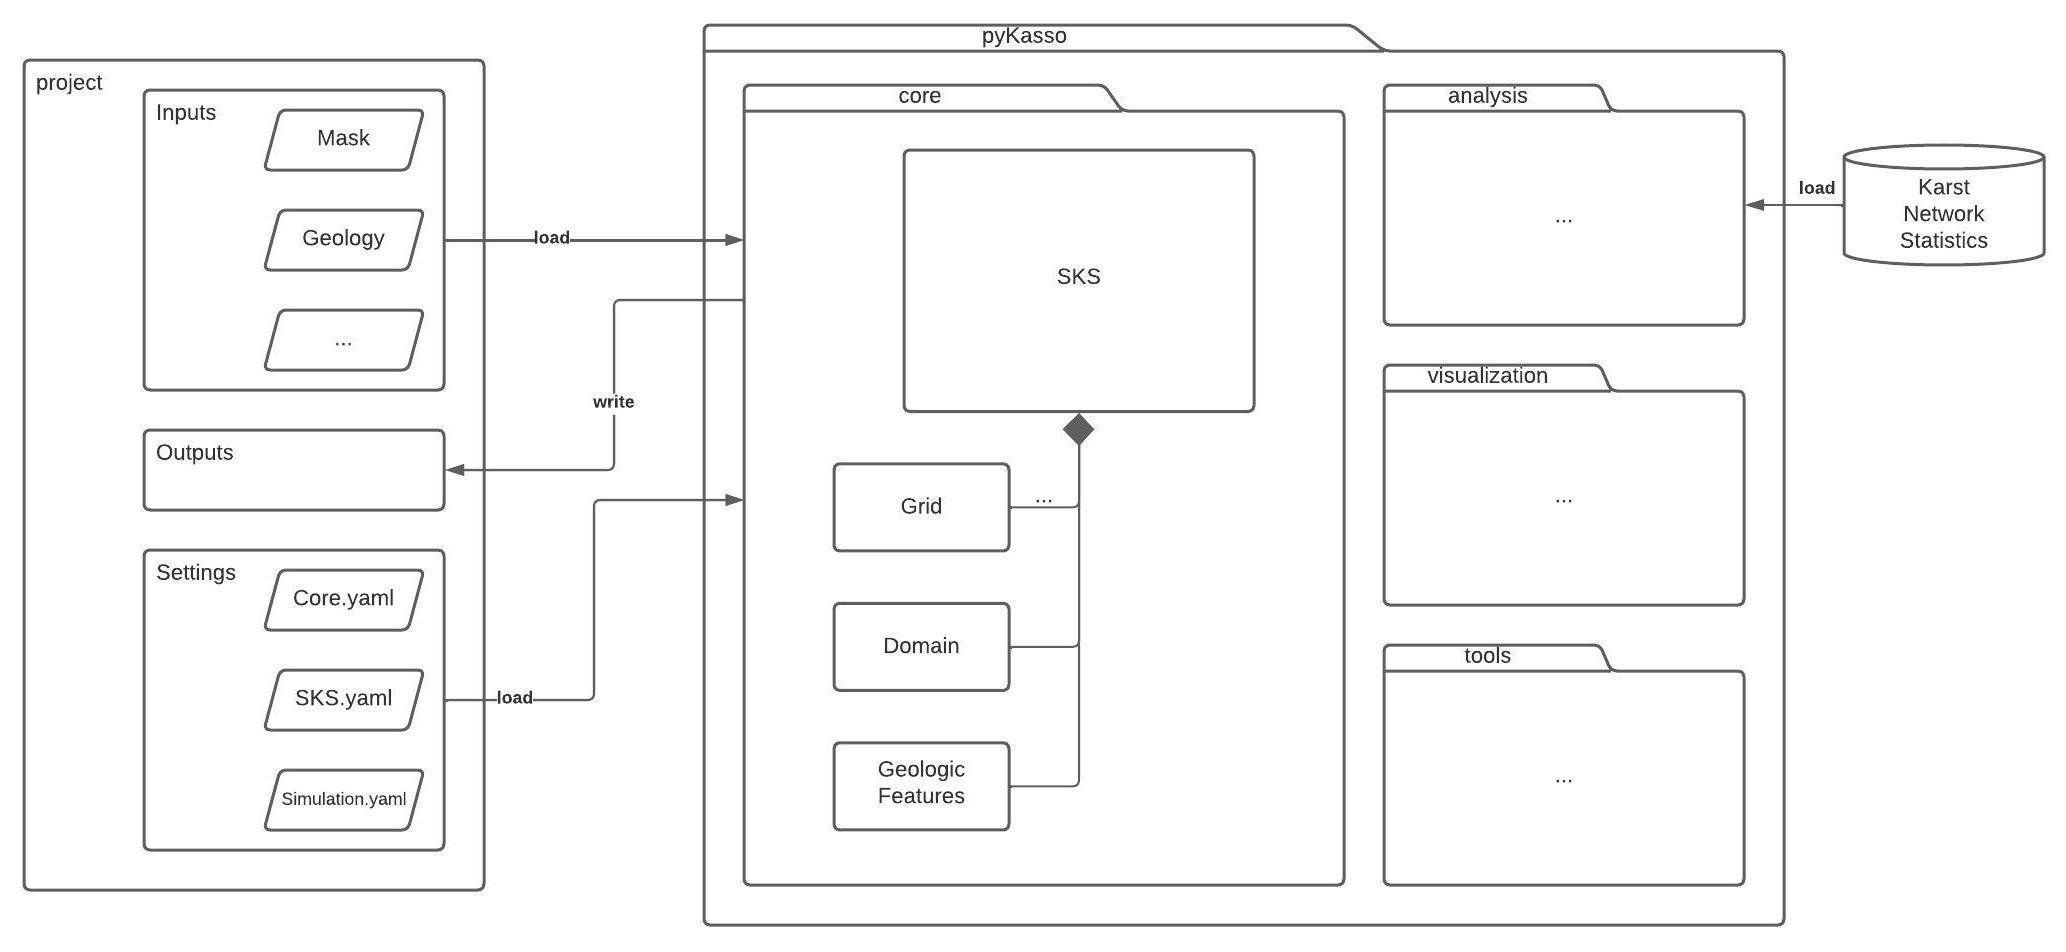 project
Inputs
Mask
Geology
...
Outputs
Settings
Core.yaml
SKS.yaml
Simulation.yaml
load
write
load
pyKasso
core
SKS
Grid
...
Domain
Geologic
Features
analysis
...
visualization
...
tools
...
load
Karst
Network
Statistics